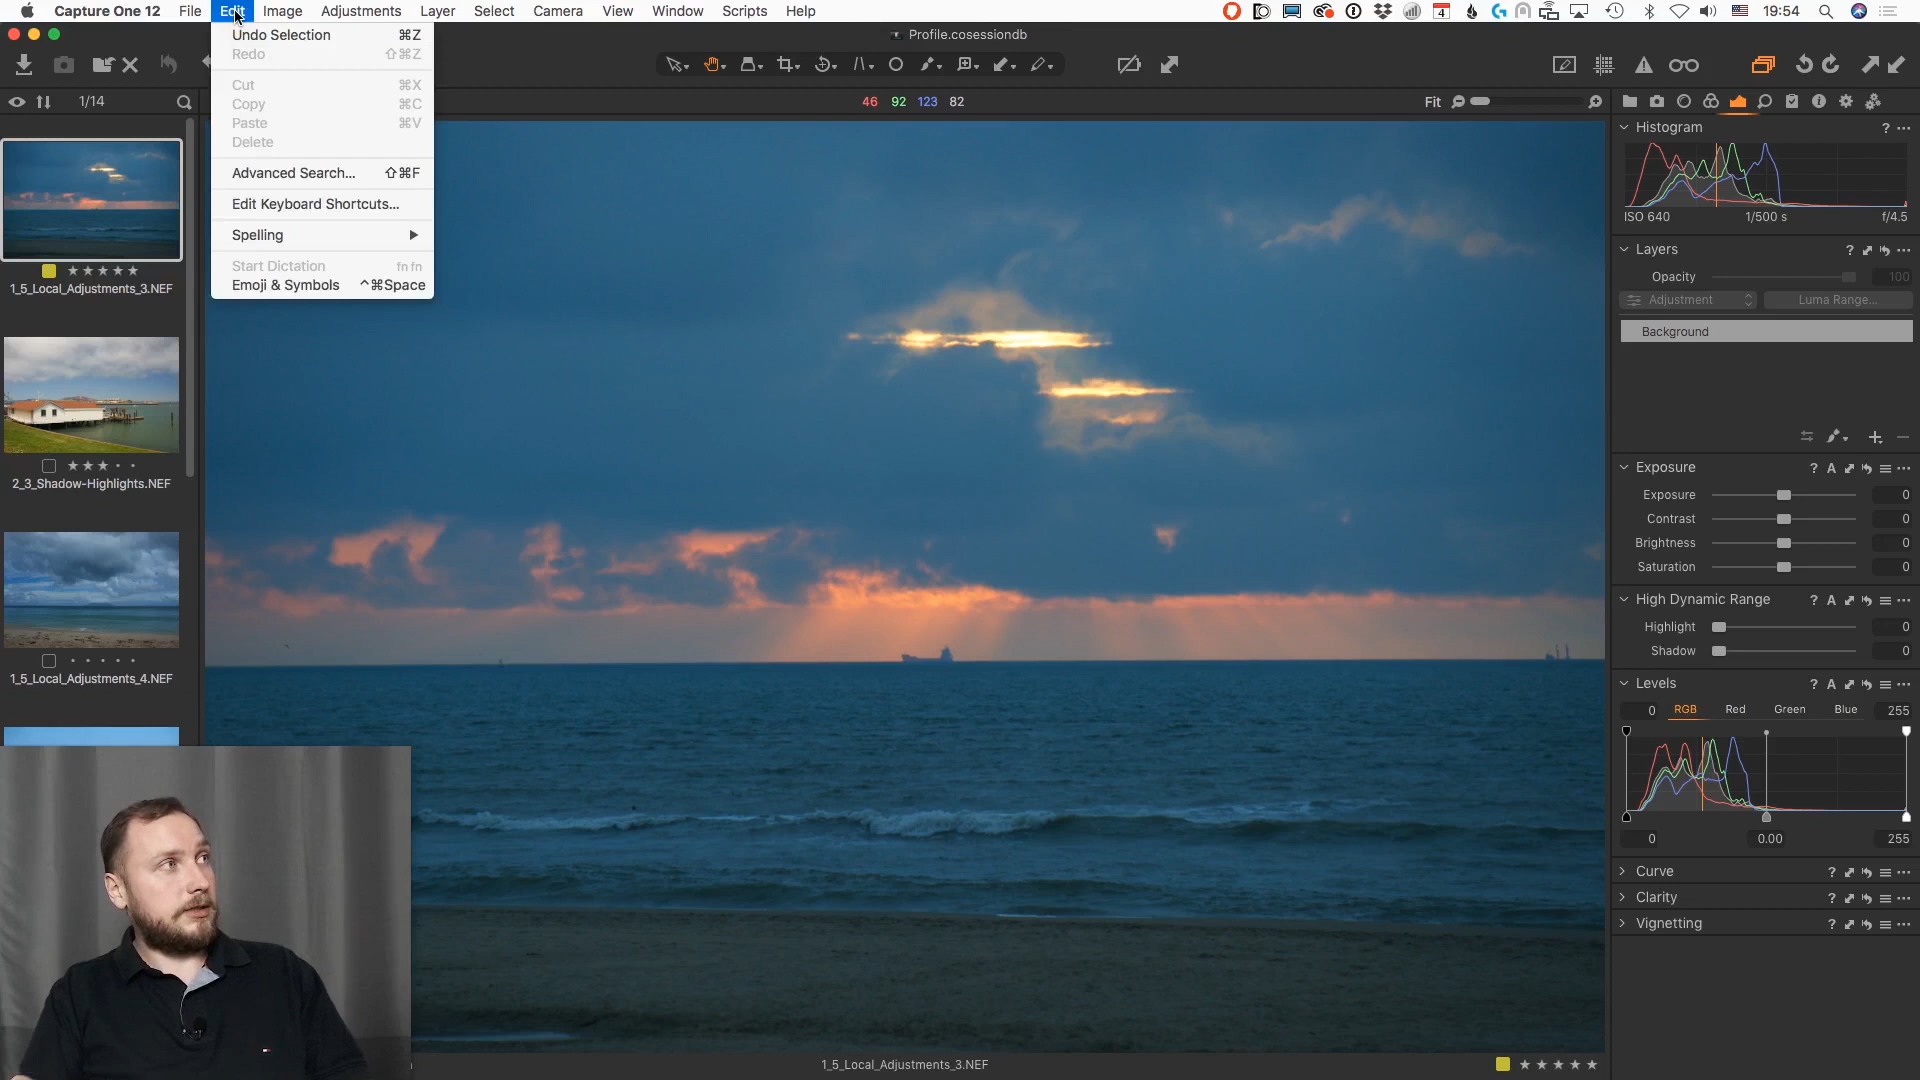 Capture One 12 File Edit Image Adjustments Layer Select Camera View Window Scripts Help 4 19:54
Profile.cosessiondb
Undo Selection ⌘Z
Redo ⇧⌘Z
Cut ⌘X
Copy ⌘C
Paste ⌘V
Delete
Advanced Search... ⇧⌘F
Edit Keyboard Shortcuts...
Spelling
Start Dictation fn fn
Emoji & Symbols ^⌘Space
1/14
46 92 123 82
Fit
1_5_Local_Adjustments_3.NEF
2_3_Shadow-Highlights.NEF
1_5_Local_Adjustments_4.NEF
1_5_Local_Adjustments_3.NEF
Histogram ?
ISO 640 1/500 s f/4.5
Layers ?
Opacity 100
Adjustment Luma Range...
Background
Exposure ? A
Exposure 0
Contrast 0
Brightness 0
Saturation 0
High Dynamic Range ? A
Highlight 0
Shadow 0
Levels ? A
0 RGB Red Green Blue 255
0 0.00 255
Curve ?
Clarity ?
Vignetting ?